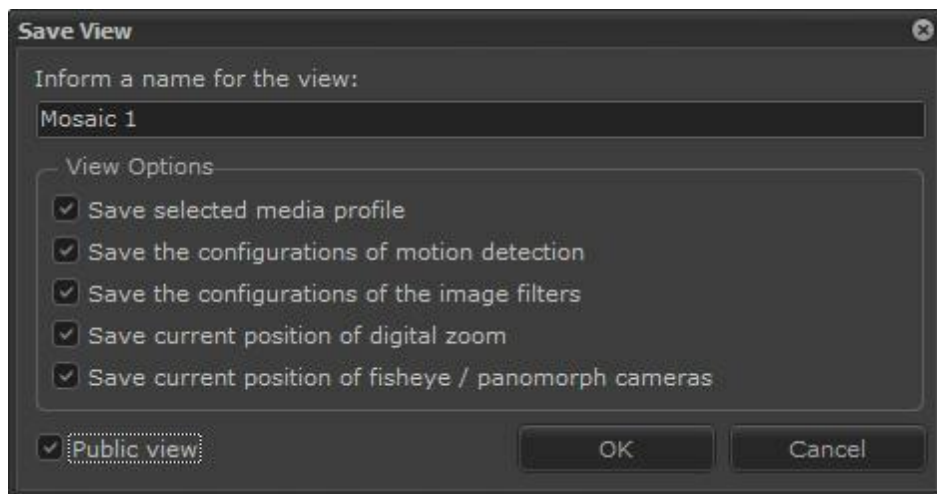 Save View
Inform a name for the view:
Mosaic 1
View Options
Save selected media profile
Save the configurations of motion detection
Save the configurations of the image filters
Save current position of digital zoom
Save current position of fisheye / panomorph cameras
Public view OK Cancel